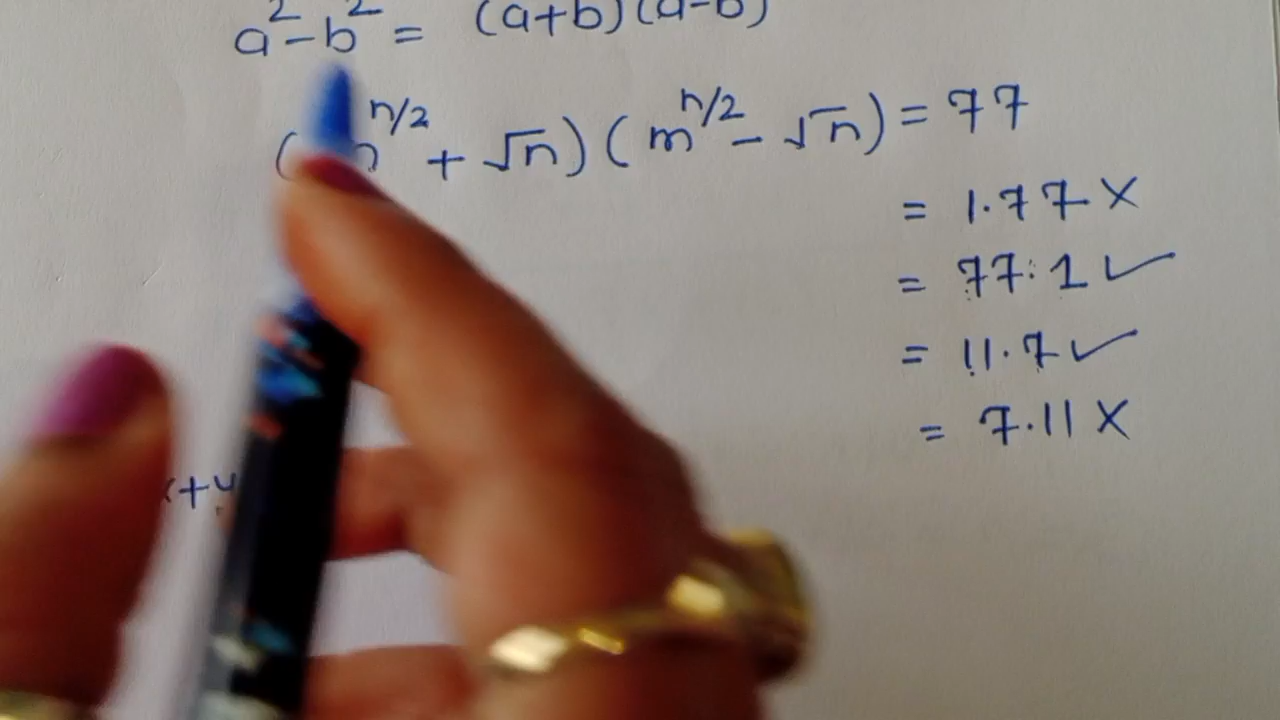 a² - b² = (a+b)(a-b)
( n/2 + √n) (m^n/2 - √n) = 77
= 1.77 X
= 77.1 ✓
= 11.7 ✓
= 7.11 X
x+y